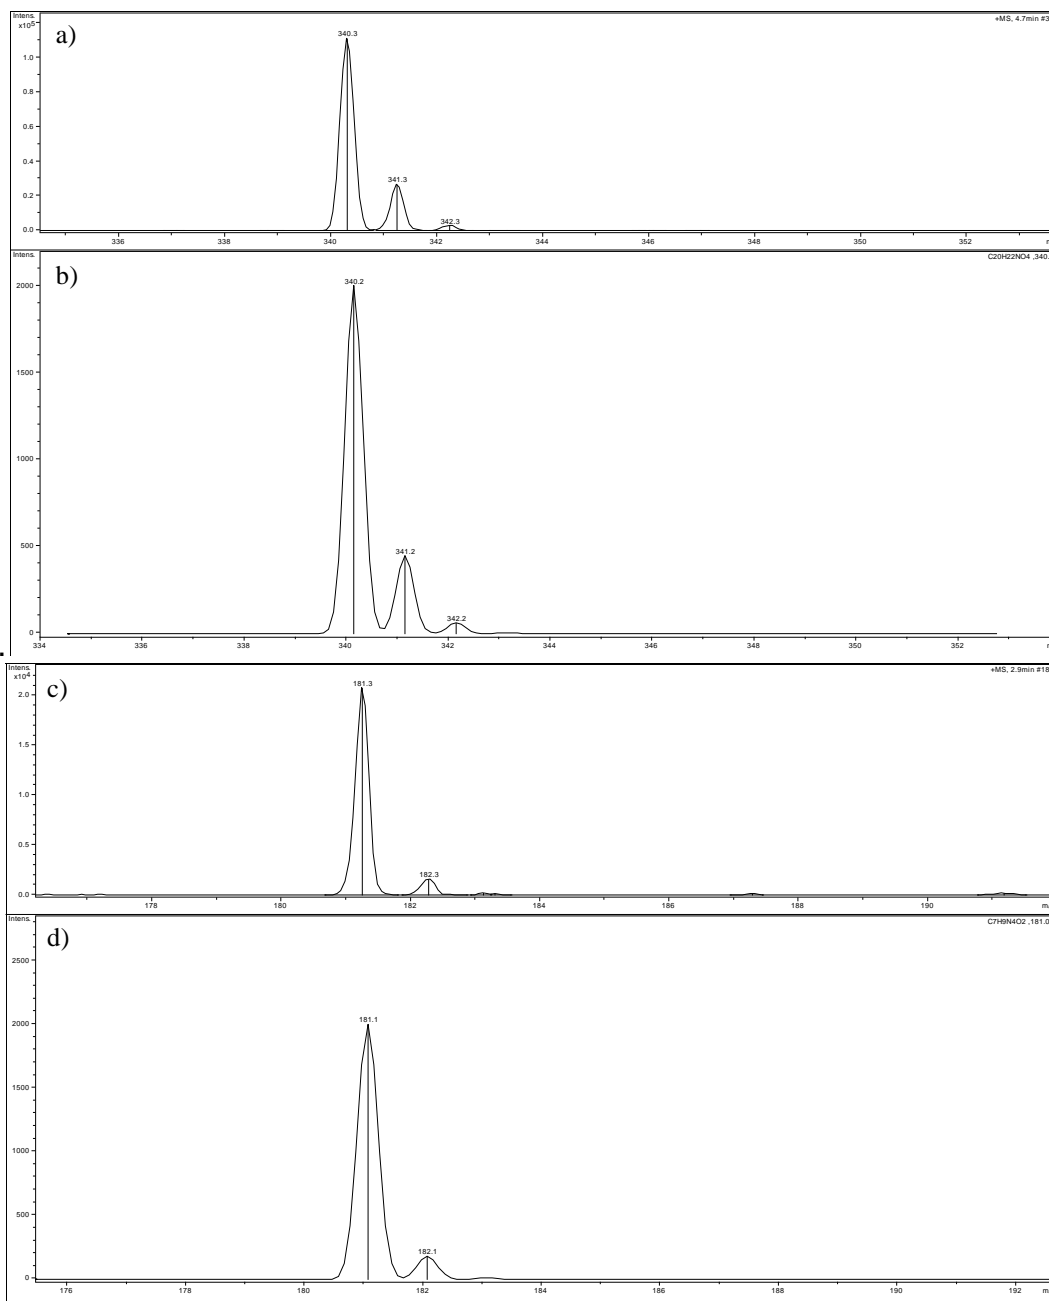 Intens.
x10⁵
a)
+MS, 4.7min #3
340.3
341.3
342.3
1.0
0.8
0.6
0.4
0.2
0.0
336 338 340 342 344 346 348 350 352 m
Intens.
b)
C20H22NO4 ,340.
340.2
341.2
342.2
2000
1500
1000
500
0
334 336 338 340 342 344 346 348 350 352 m
Intens.
x10⁴
c)
+MS, 2.9min #18
181.3
182.3
2.0
1.5
1.0
0.5
0.0
178 180 182 184 186 188 190 m
Intens.
d)
C7H9N4O2 ,181.0
181.1
182.1
2500
2000
1500
1000
500
0
176 178 180 182 184 186 188 190 192 m